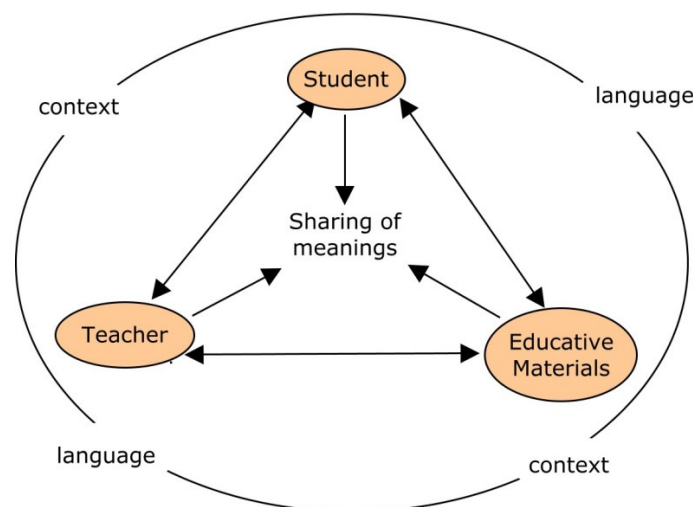 Student
context
language
Sharing of
meanings
Teacher
Educative
Materials
language
context